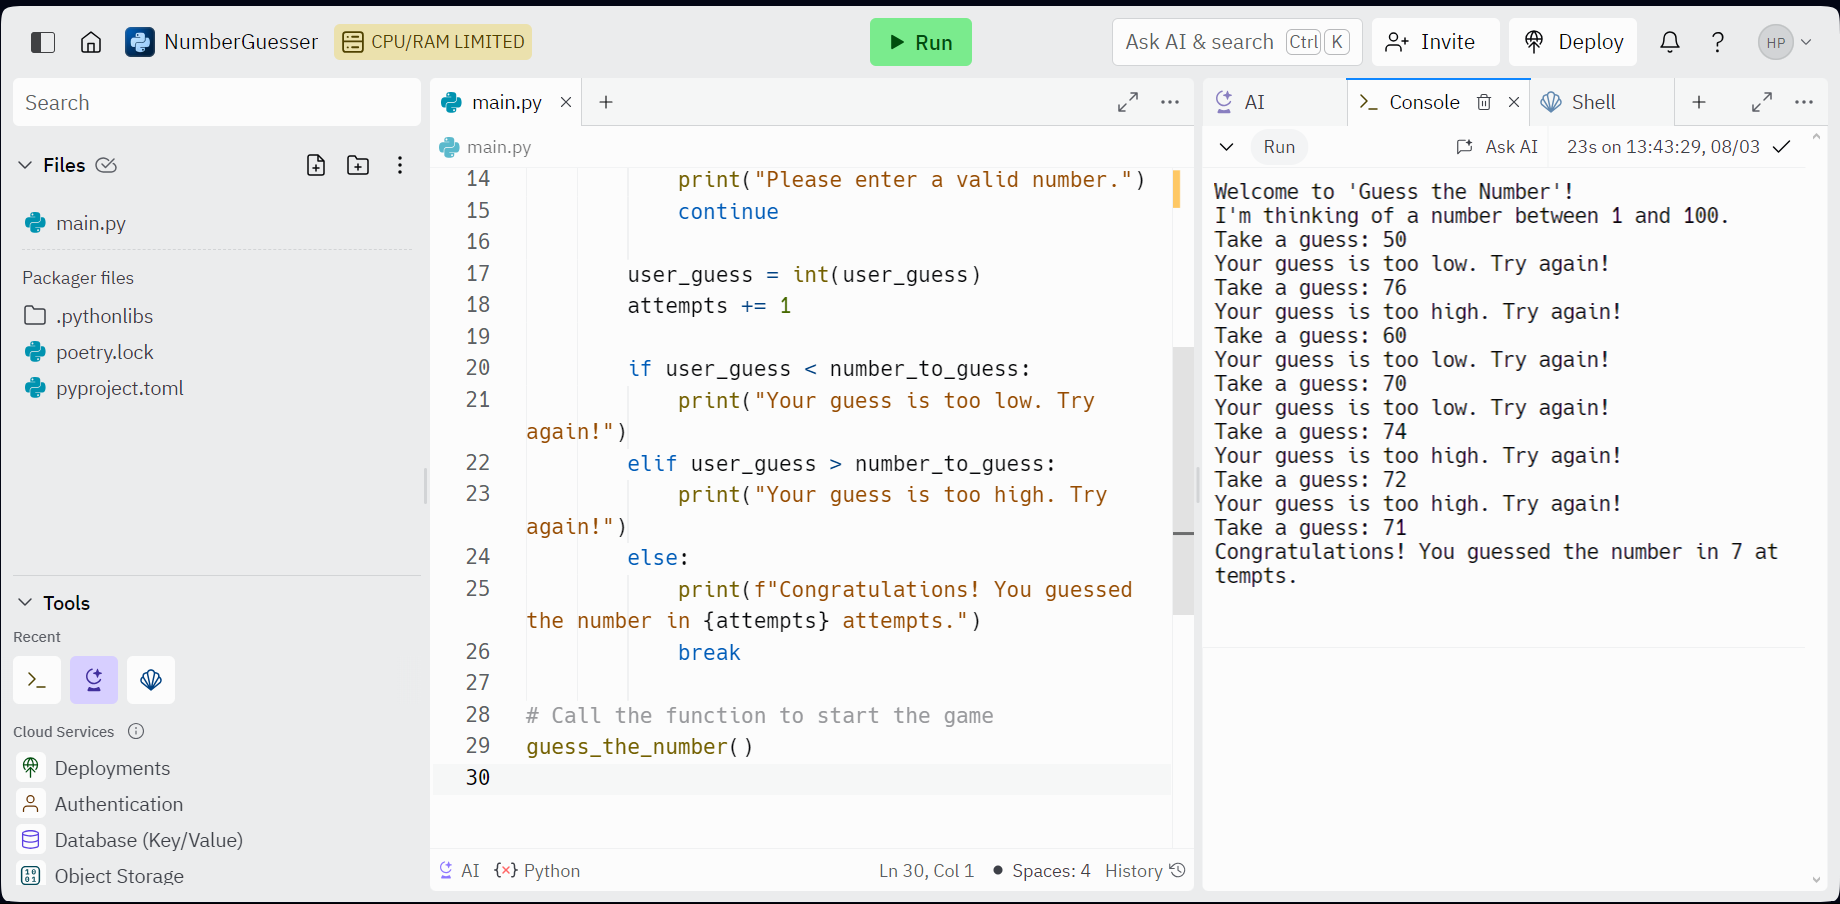 NumberGuesser
CPU/RAM LIMITED
Run
Ask AI & search Ctrl K
Invite
Deploy
?
HP
Search
Files
main.py
Packager files
.pythonlibs
poetry.lock
pyproject.toml
Tools
Recent
Cloud Services
Deployments
Authentication
Database (Key/Value)
Object Storage
main.py
main.py
14 print("Please enter a valid number.")
15 continue
16
17 user_guess = int(user_guess)
18 attempts += 1
19
20 if user_guess < number_to_guess:
21 print("Your guess is too low. Try
again!")
22 elif user_guess > number_to_guess:
23 print("Your guess is too high. Try
again!")
24 else:
25 print(f"Congratulations! You guessed
the number in {attempts} attempts.")
26 break
27
28 # Call the function to start the game
29 guess_the_number()
30
AI {x} Python Ln 30, Col 1 Spaces: 4 History
AI
Console
Shell
Run Ask AI 23s on 13:43:29, 08/03
Welcome to 'Guess the Number'!
I'm thinking of a number between 1 and 100.
Take a guess: 50
Your guess is too low. Try again!
Take a guess: 76
Your guess is too high. Try again!
Take a guess: 60
Your guess is too low. Try again!
Take a guess: 70
Your guess is too low. Try again!
Take a guess: 74
Your guess is too high. Try again!
Take a guess: 72
Your guess is too high. Try again!
Take a guess: 71
Congratulations! You guessed the number in 7 at
tempts.